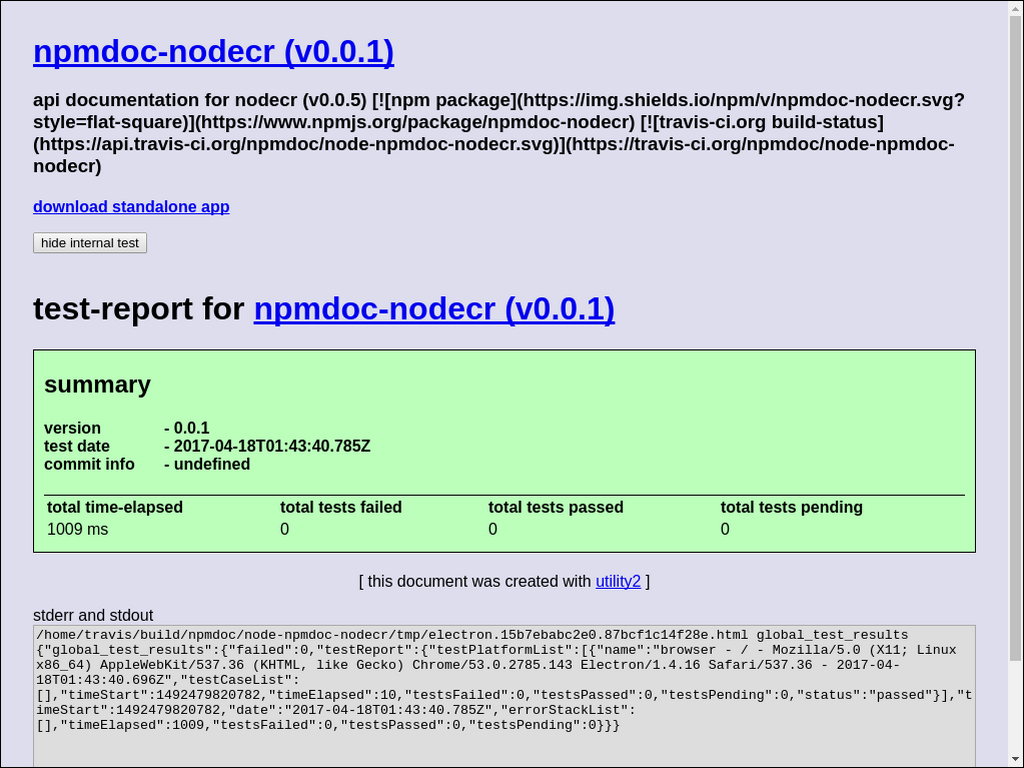 npmdoc-nodecr (v0.0.1)
api documentation for nodecr (v0.0.5) [![npm package](https://img.shields.io/npm/v/npmdoc-nodecr.svg?
style=flat-square)](https://www.npmjs.org/package/npmdoc-nodecr) [![travis-ci.org build-status]
(https://api.travis-ci.org/npmdoc/node-npmdoc-nodecr.svg)](https://travis-ci.org/npmdoc/node-npmdoc-
nodecr)
download standalone app
hide internal test
test-report for npmdoc-nodecr (v0.0.1)
summary
version - 0.0.1
test date - 2017-04-18T01:43:40.785Z
commit info - undefined
total time-elapsed total tests failed total tests passed total tests pending
1009 ms 0 0 0
[ this document was created with utility2 ]
stderr and stdout
/home/travis/build/npmdoc/node-npmdoc-nodecr/tmp/electron.15b7ebabc2e0.87bcf1c14f28e.html global_test_results
{"global_test_results":{"failed":0,"testReport":{"testPlatformList":[{"name":"browser - / - Mozilla/5.0 (X11; Linux
x86_64) AppleWebKit/537.36 (KHTML, like Gecko) Chrome/53.0.2785.143 Electron/1.4.16 Safari/537.36 - 2017-04-
18T01:43:40.696Z","testCaseList":
[],"timeStart":1492479820782,"timeElapsed":10,"testsFailed":0,"testsPassed":0,"testsPending":0,"status":"passed"}],"t
imeStart":1492479820782,"date":"2017-04-18T01:43:40.785Z","errorStackList":
[],"timeElapsed":1009,"testsFailed":0,"testsPassed":0,"testsPending":0}}}